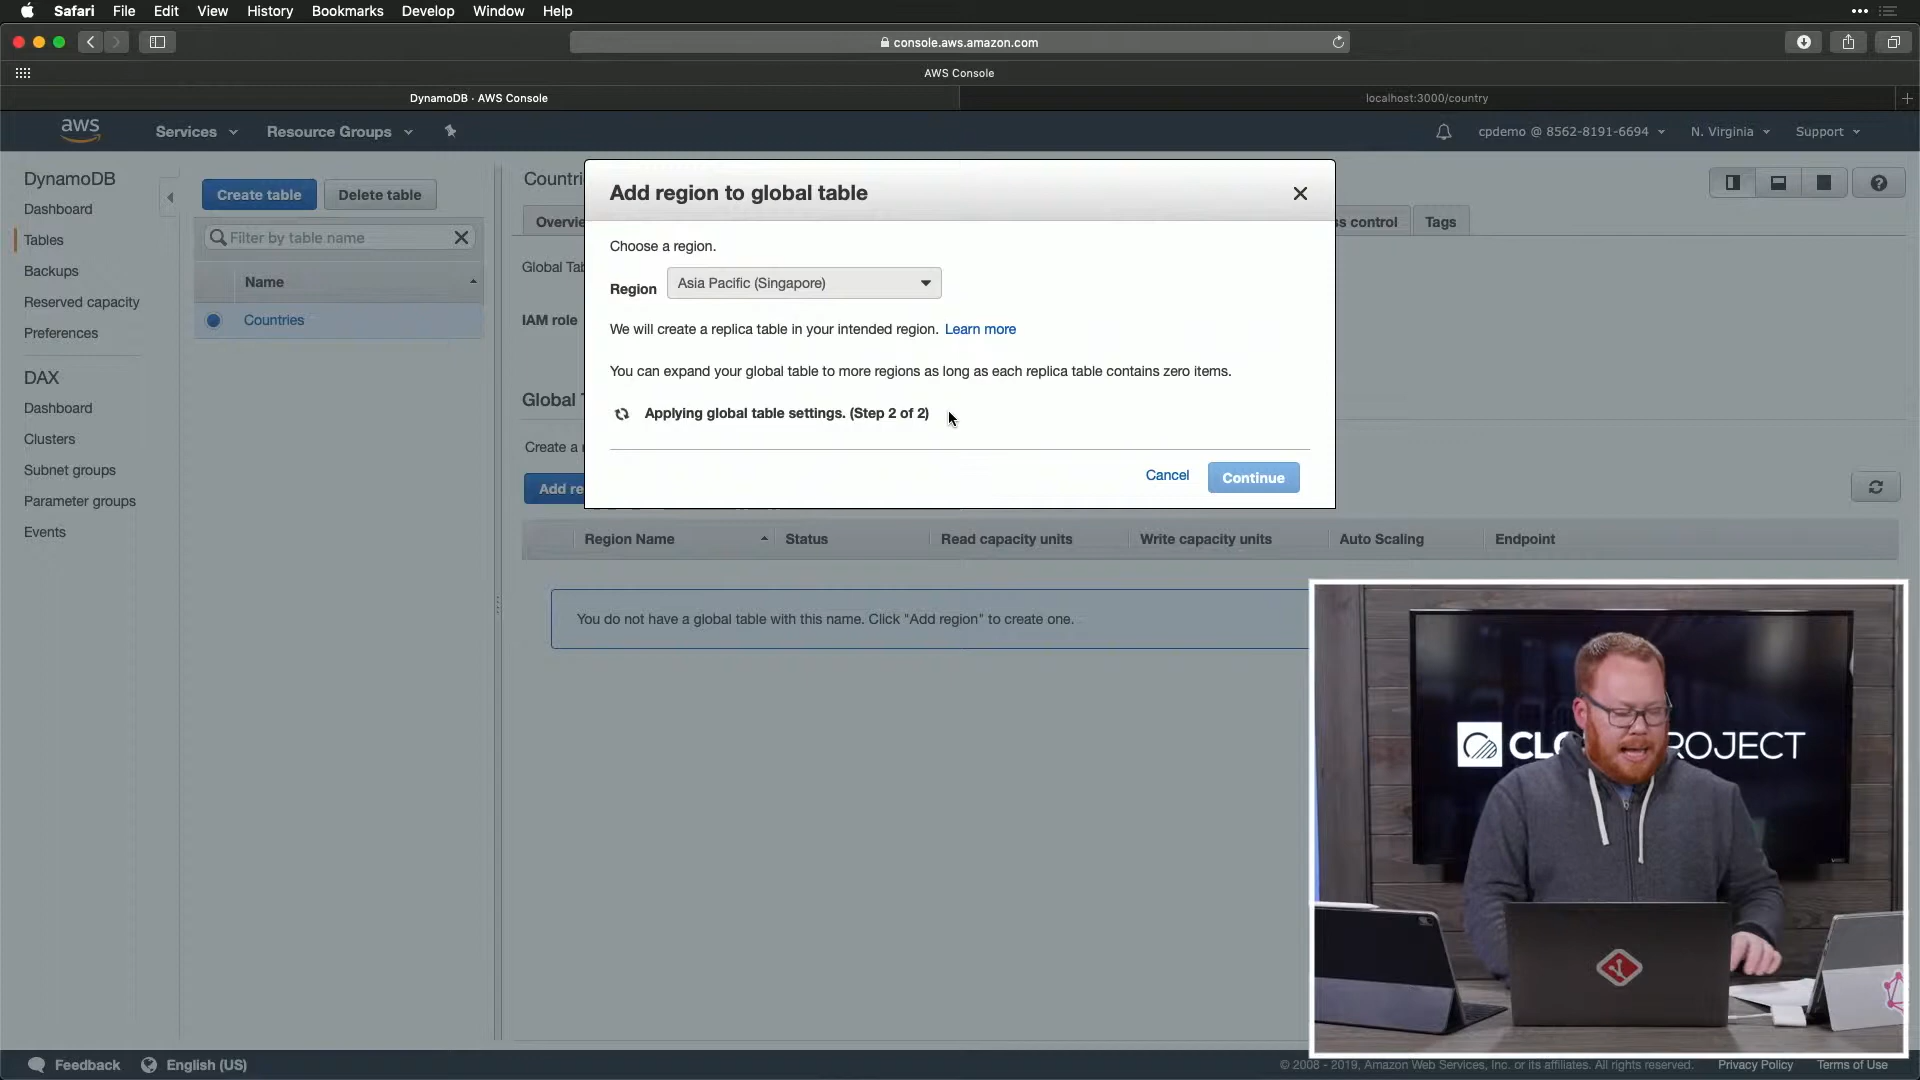 Safari File Edit View History Bookmarks Develop Window Help
console.aws.amazon.com
AWS Console
DynamoDB · AWS Console
localhost:3000/country
aws Services Resource Groups cpdemo @ 8562-8191-6694 N. Virginia Support
DynamoDB
Dashboard
Tables
Backups
Reserved capacity
Preferences
DAX
Dashboard
Clusters
Subnet groups
Parameter groups
Events
Create table Delete table
Filter by table name
Name
Countries
Countri
Overvie
s control Tags
Global Tab
IAM role
Global T
Create a
Add re
Add region to global table
Choose a region.
Region Asia Pacific (Singapore)
We will create a replica table in your intended region. Learn more
You can expand your global table to more regions as long as each replica table contains zero items.
Applying global table settings. (Step 2 of 2)
Cancel Continue
Region Name Status Read capacity units Write capacity units Auto Scaling Endpoint
You do not have a global table with this name. Click "Add region" to create one.
CLO ROJECT
Feedback English (US)
© 2008 - 2019, Amazon Web Services, Inc. or its affiliates. All rights reserved. Privacy Policy Terms of Use